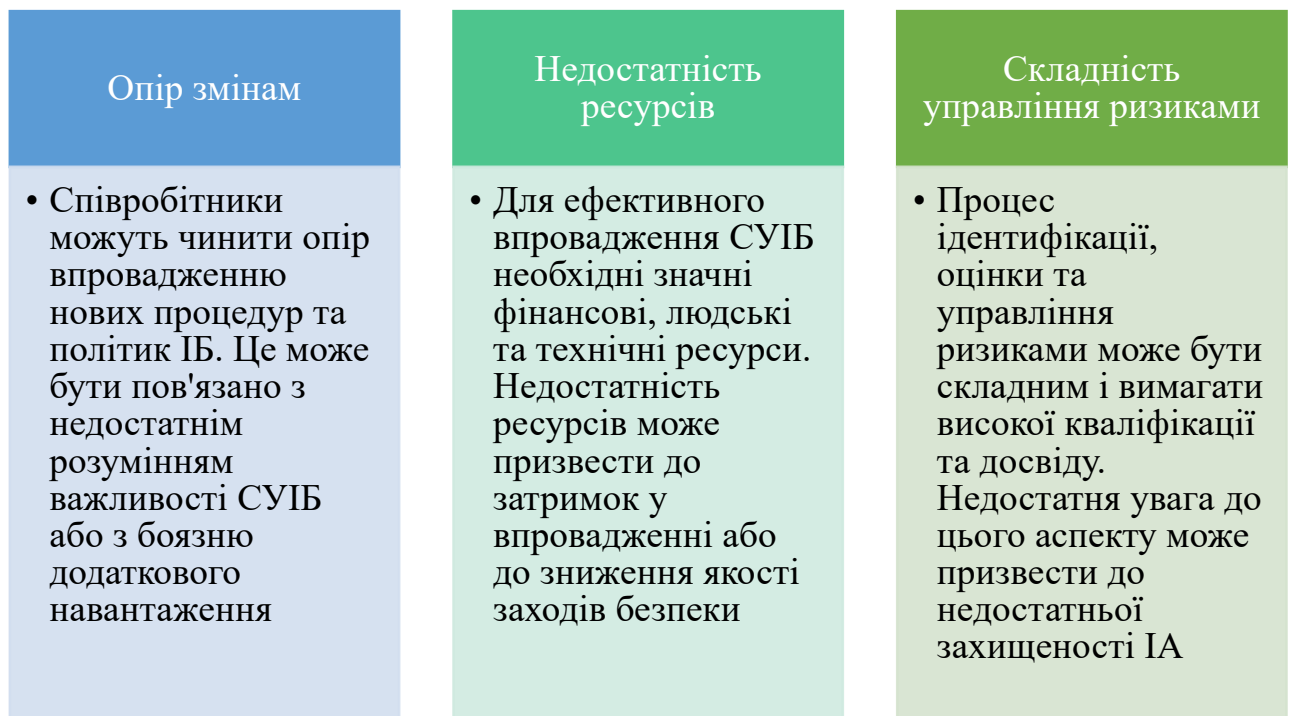 Опір змінам
• Співробітники
можуть чинити опір
впровадженню
нових процедур та
політик ІБ. Це може
бути пов'язано з
недостатнім
розумінням
важливості СУІБ
або з боязню
додаткового
навантаження
Недостатність
ресурсів
• Для ефективного
впровадження СУІБ
необхідні значні
фінансові, людські
та технічні ресурси.
Недостатність
ресурсів може
призвести до
затримок у
впровадженні або
до зниження якості
заходів безпеки
Складність
управління ризиками
• Процес
ідентифікації,
оцінки та
управління
ризиками може бути
складним і вимагати
високої кваліфікації
та досвіду.
Недостатня увага до
цього аспекту може
призвести до
недостатньої
захищеності ІА